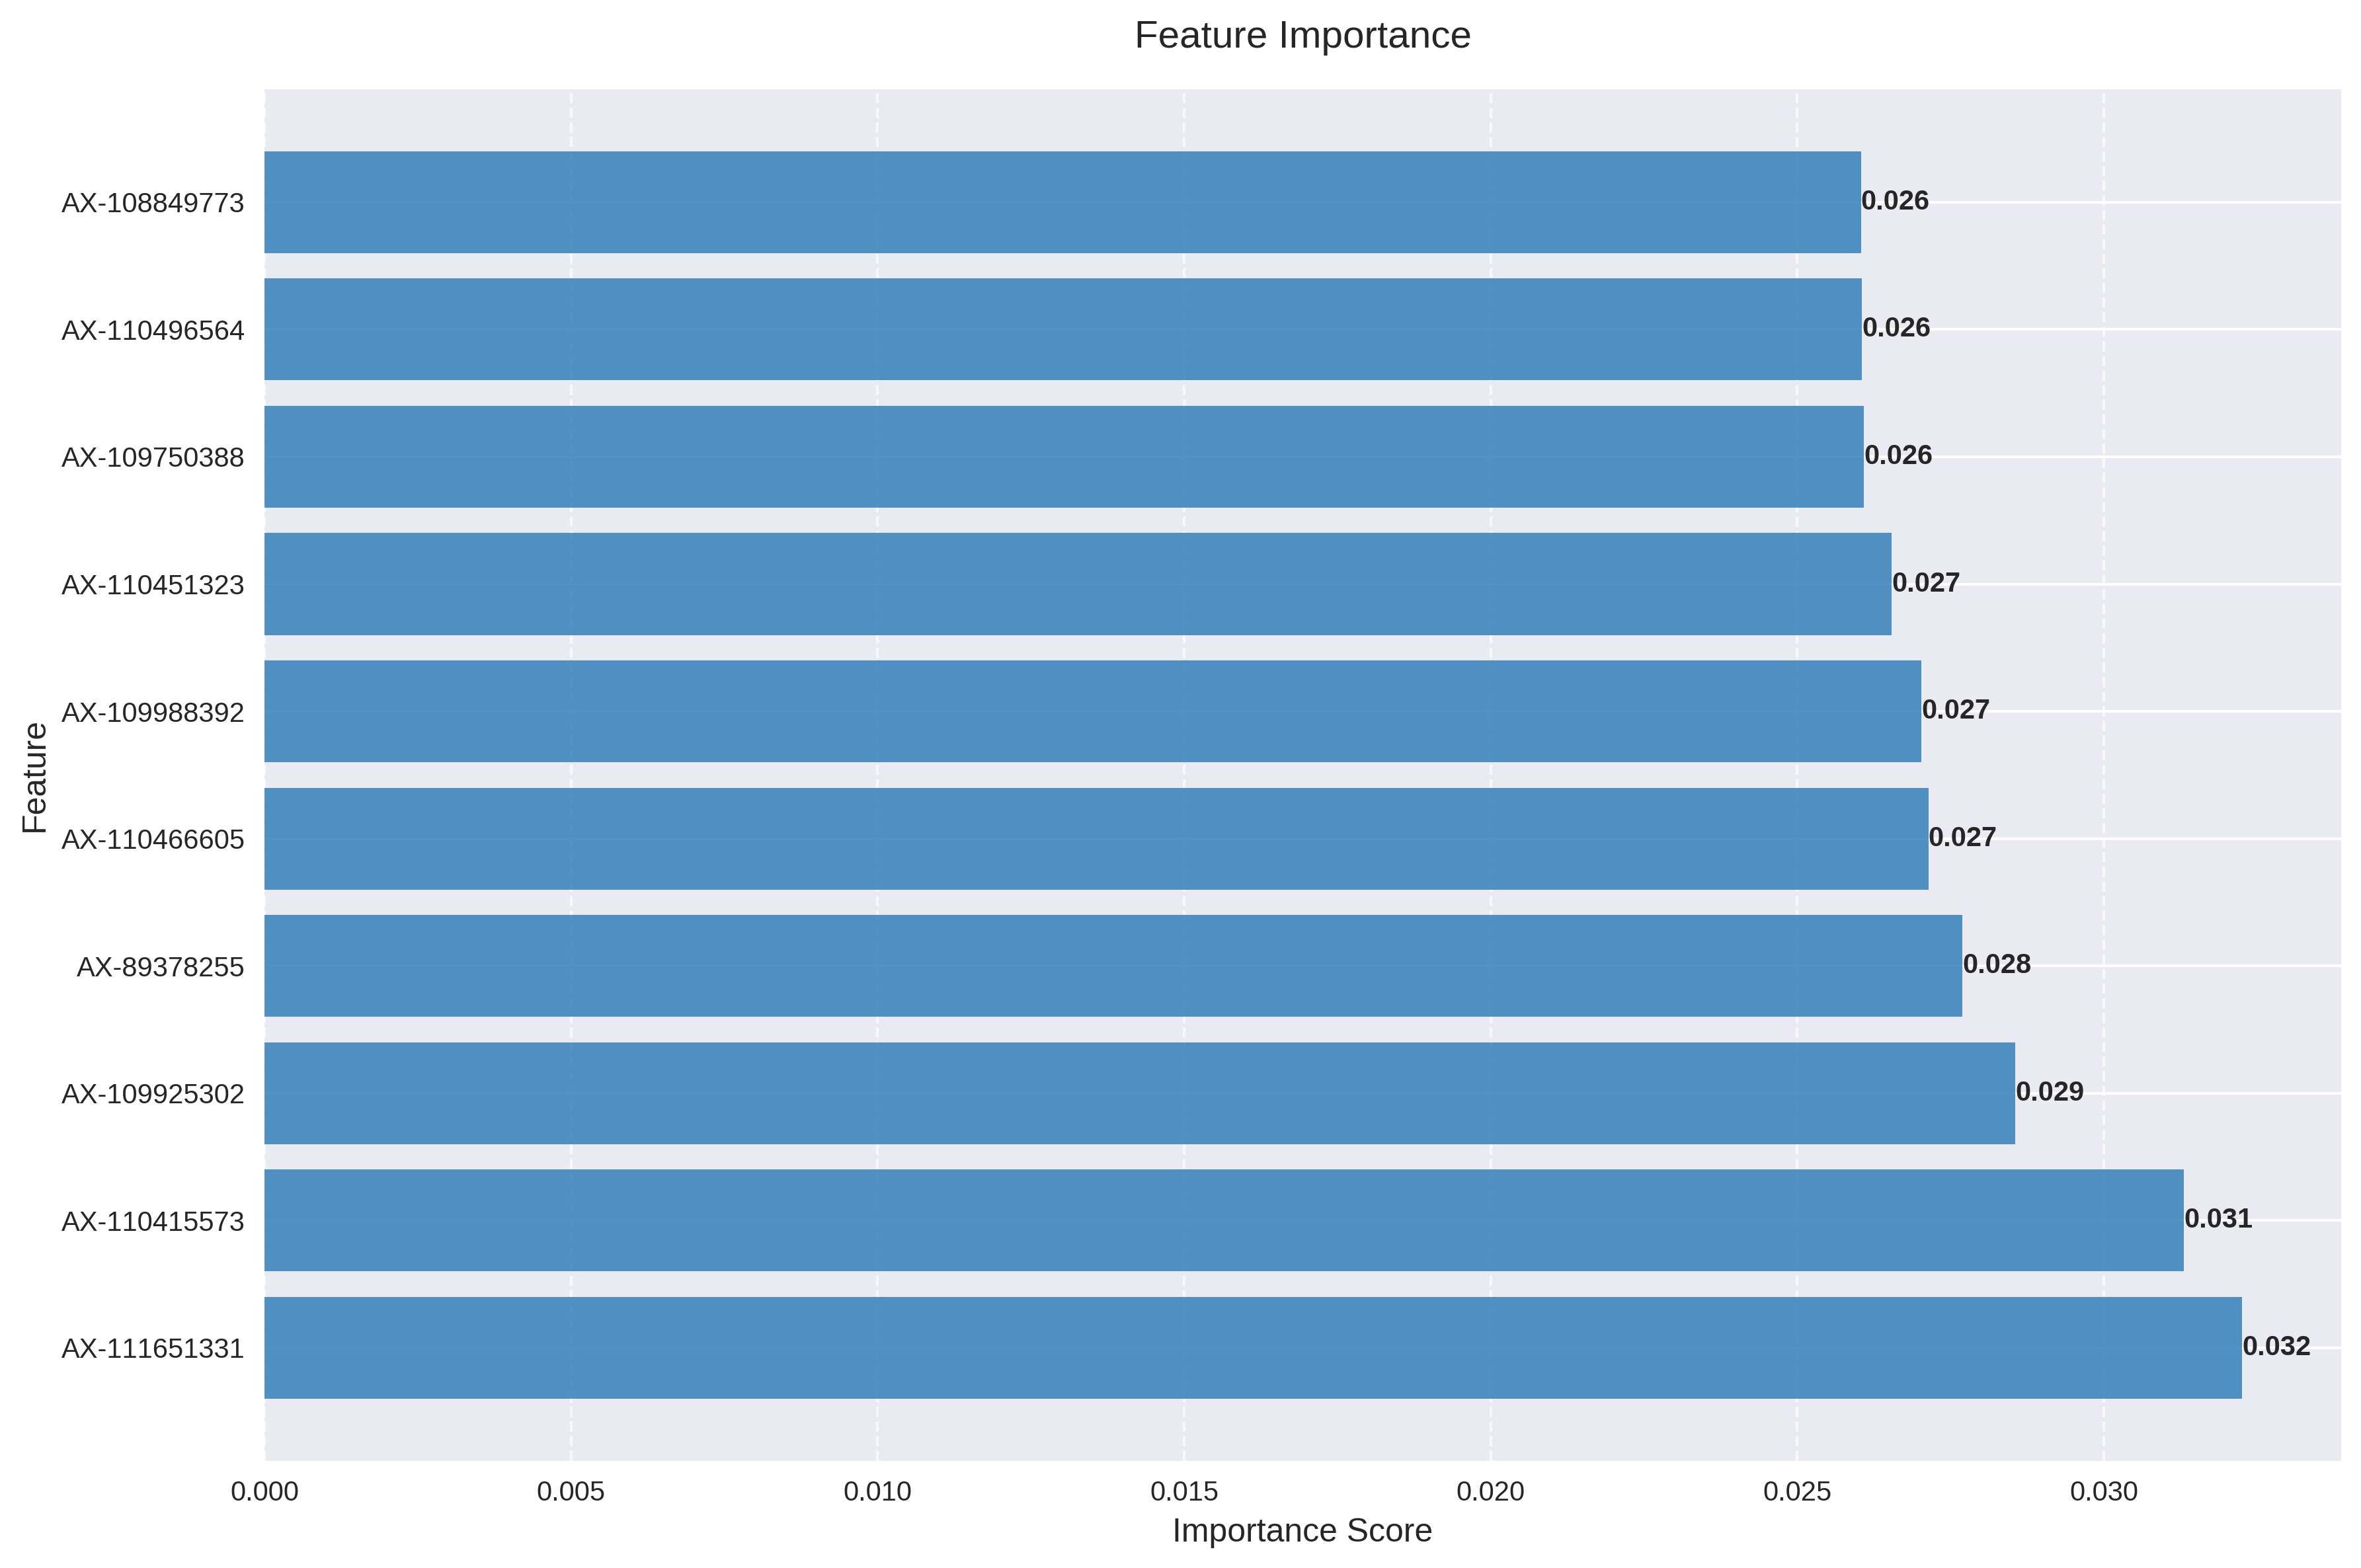 Feature Importance
Feature
AX-108849773 0.026
AX-110496564 0.026
AX-109750388 0.026
AX-110451323 0.027
AX-109988392 0.027
AX-110466605 0.027
AX-89378255 0.028
AX-109925302 0.029
AX-110415573 0.031
AX-111651331 0.032
0.000 0.005 0.010 0.015 0.020 0.025 0.030
Importance Score